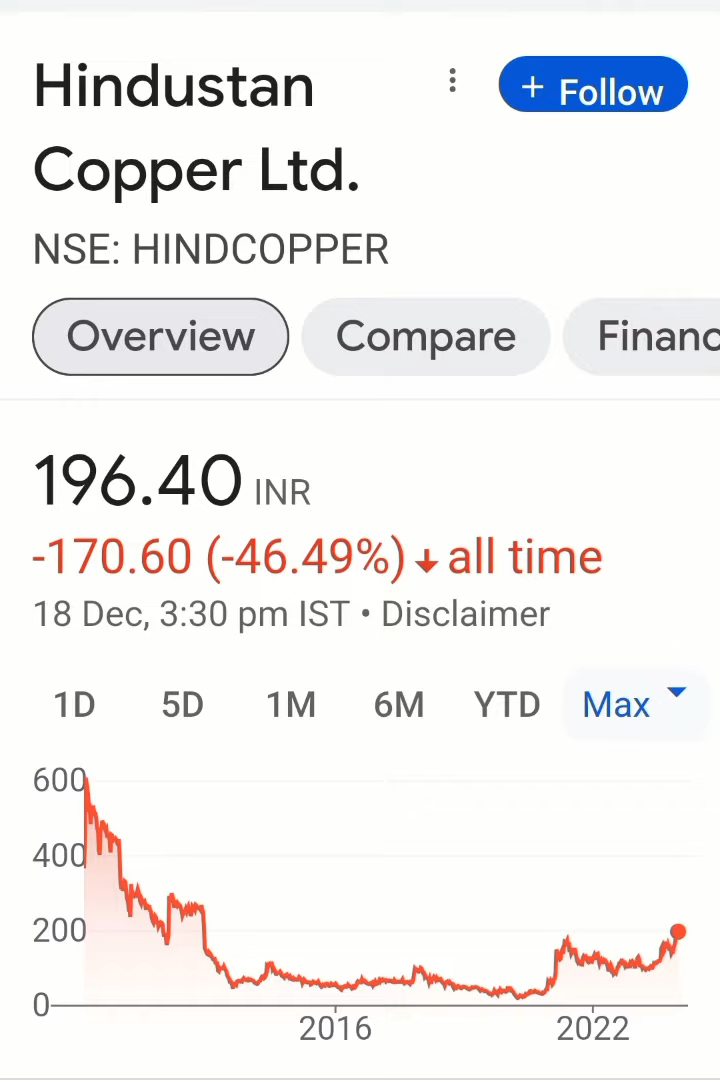 Hindustan
Copper Ltd.
+ Follow
NSE: HINDCOPPER
Overview Compare Financ
196.40 INR
-170.60 (-46.49%) ↓ all time
18 Dec, 3:30 pm IST • Disclaimer
1D 5D 1M 6M YTD Max
600
400
200
0
2016 2022